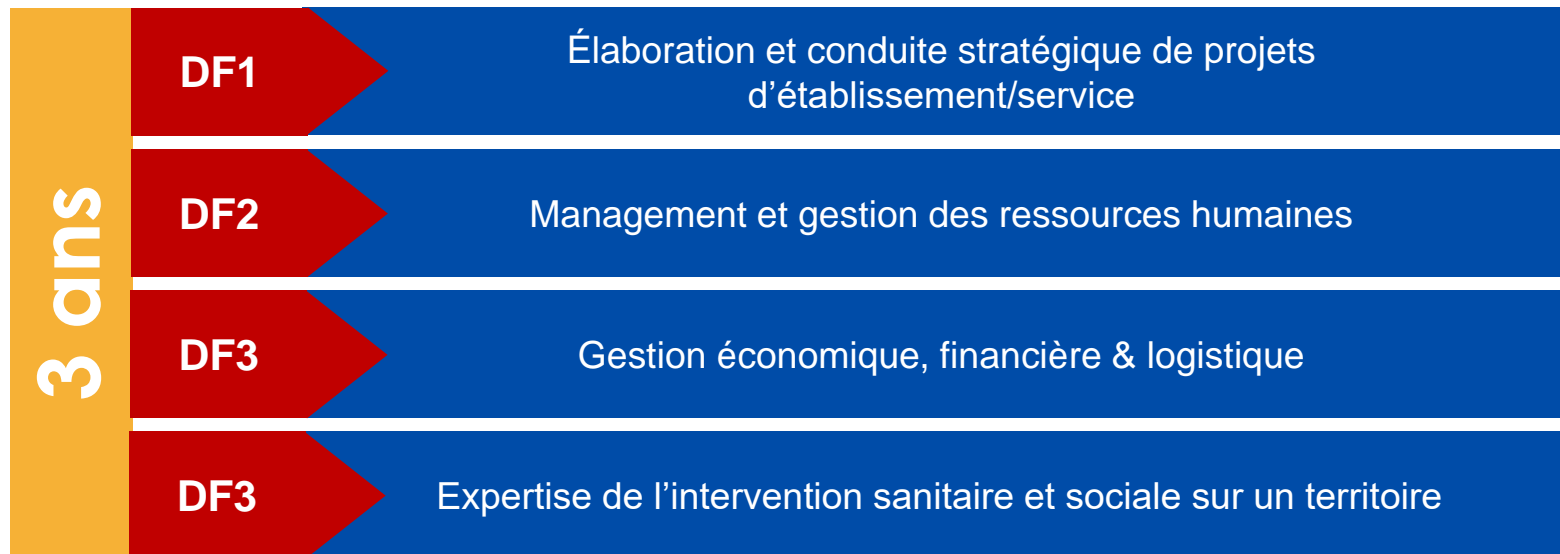 3 ans
DF1
Élaboration et conduite stratégique de projets
d’établissement/service
DF2
Management et gestion des ressources humaines
DF3
Gestion économique, financière & logistique
DF3
Expertise de l’intervention sanitaire et sociale sur un territoire